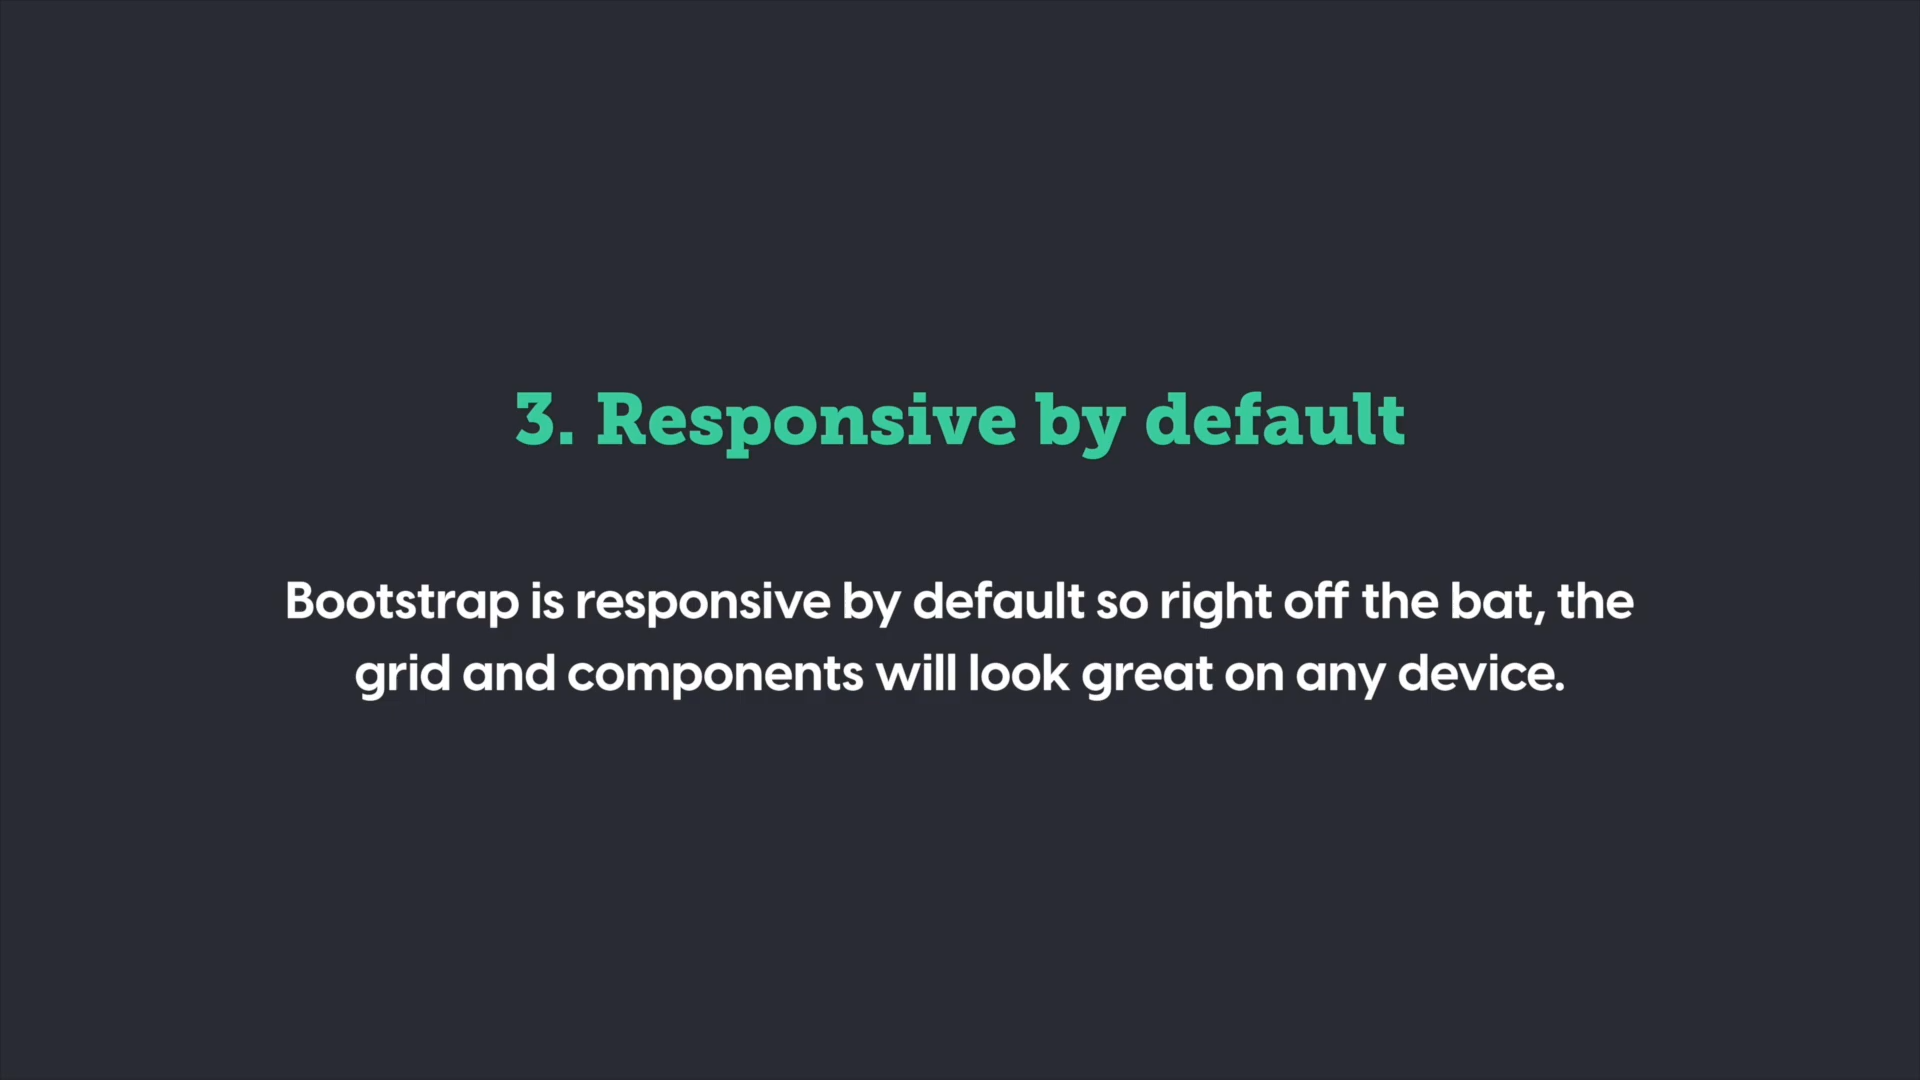 3. Responsive by default
Bootstrap is responsive by default so right off the bat, the
grid and components will look great on any device.